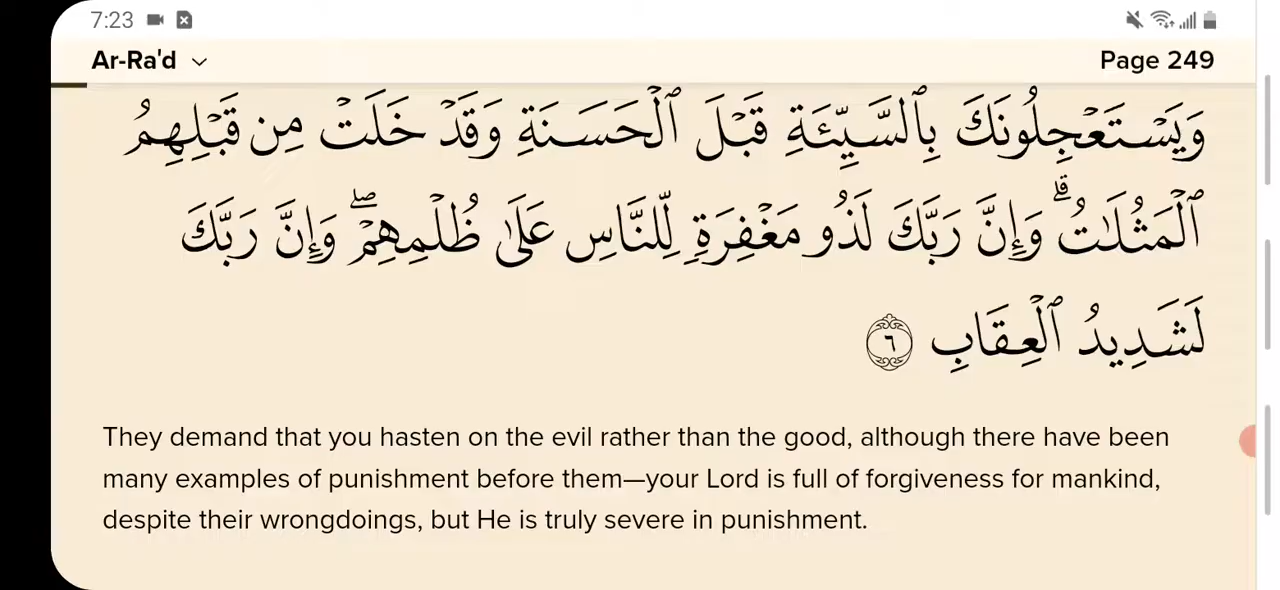 7:23
Ar-Ra'd
Page 249
وَيَسۡتَعۡجِلُونَكَ بِٱلسَّيِّئَةِ قَبۡلَ ٱلۡحَسَنَةِ وَقَدۡ خَلَتۡ مِن قَبۡلِهِمُ
ٱلۡمَثُلَٰتُۗ وَإِنَّ رَبَّكَ لَذُو مَغۡفِرَةٖ لِّلنَّاسِ عَلَىٰ ظُلۡمِهِمۡۖ وَإِنَّ رَبَّكَ
لَشَدِيدُ ٱلۡعِقَابِ ٦
They demand that you hasten on the evil rather than the good, although there have been
many examples of punishment before them—your Lord is full of forgiveness for mankind,
despite their wrongdoings, but He is truly severe in punishment.